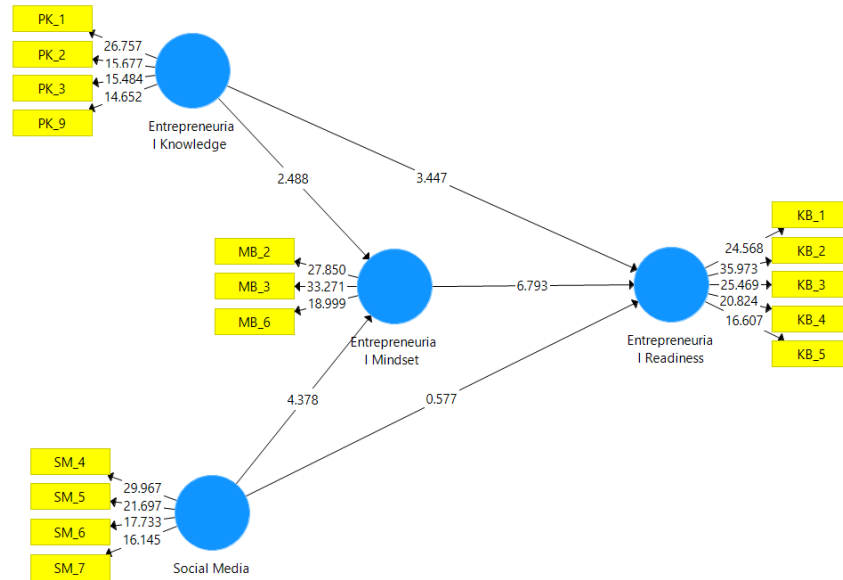 PK_1
26.757
PK_2
15.677
PK_3
15.484
PK_9
14.652
Entrepreneuria
l Knowledge
2.488
3.447
KB_1
24.568
MB_2
27.850
KB_2
35.973
MB_3
33.271
6.793
25.469
KB_3
18.999
20.824
MB_6
KB_4
16.607
Entrepreneuria
l Mindset
Entrepreneuria
l Readiness
KB_5
4.378
0.577
SM_4
29.967
SM_5
21.697
SM_6
17.733
16.145
SM_7
Social Media